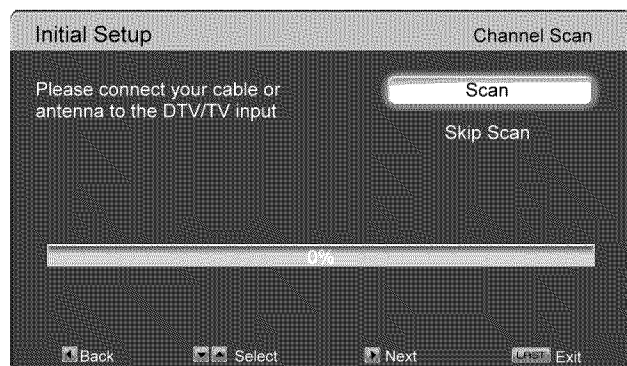 Initial Setup
Channel Scan
Please connect your cable or
antenna to the DTV/TV input
Scan
Skip Scan
0%
Back
Select
Next
LAST Exit